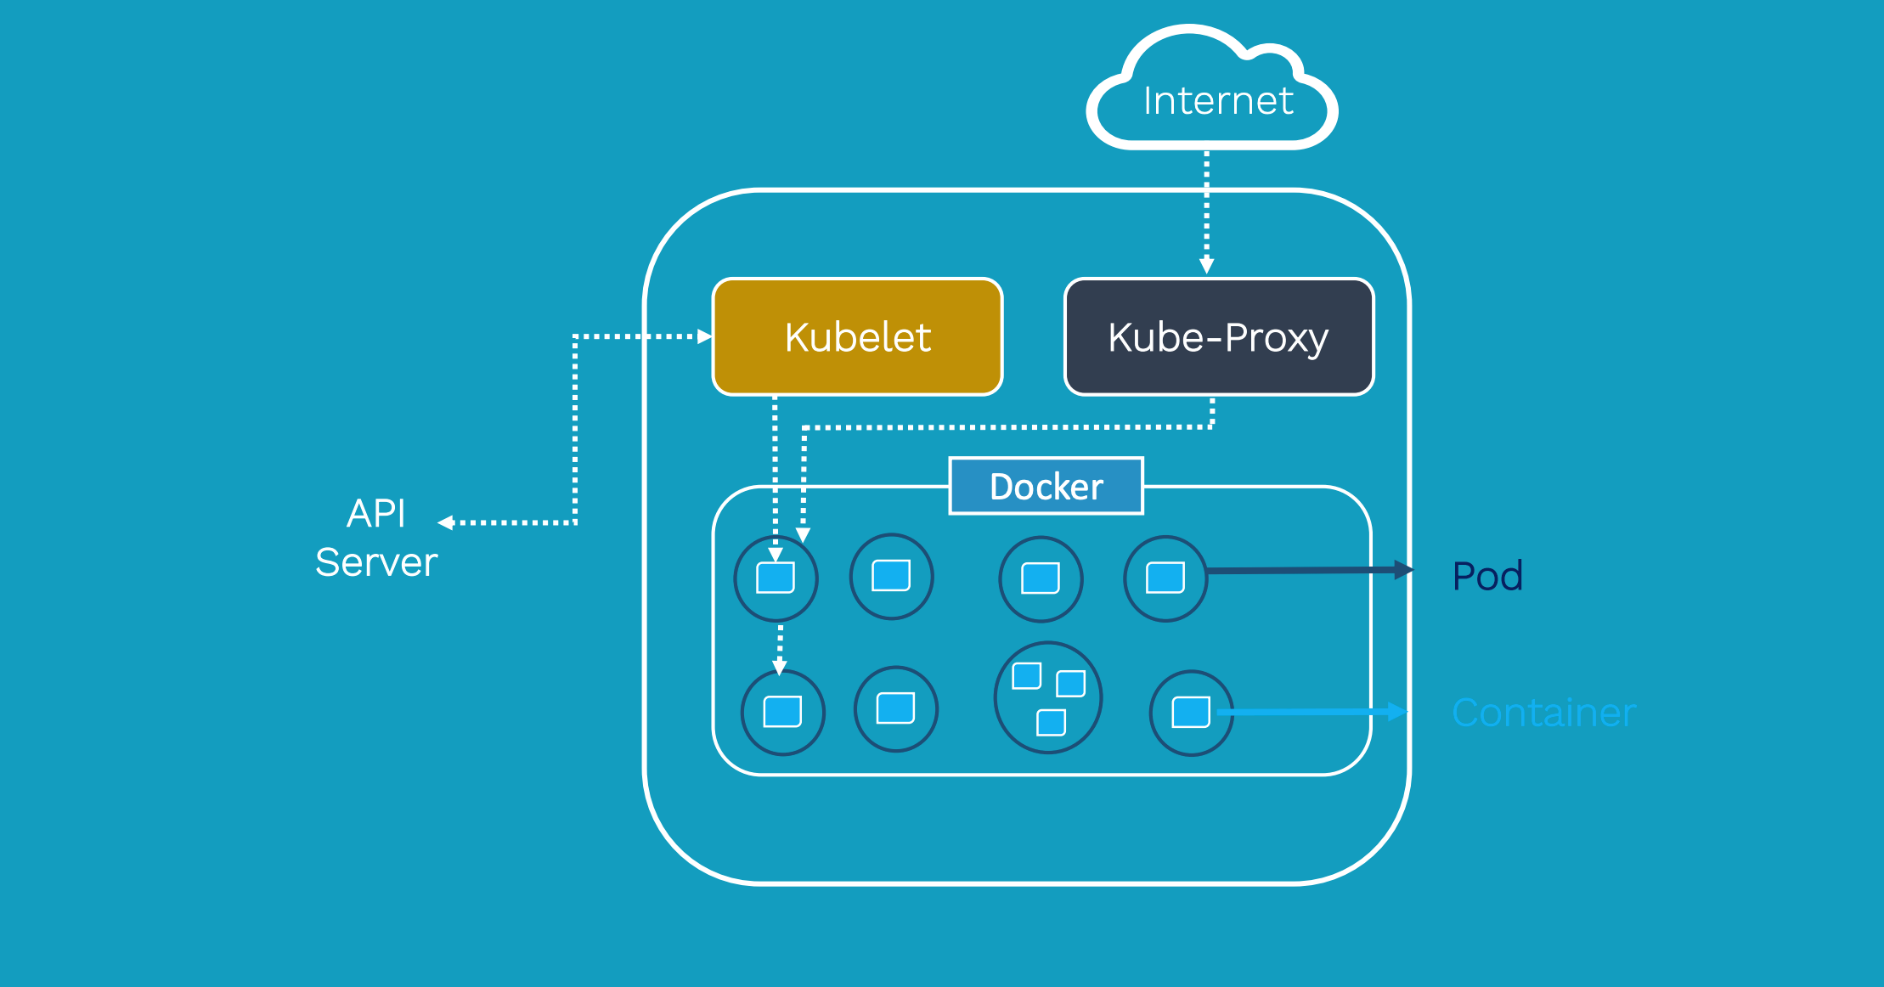 Internet
Kubelet
Kube-Proxy
Docker
API
Server
Pod
Container